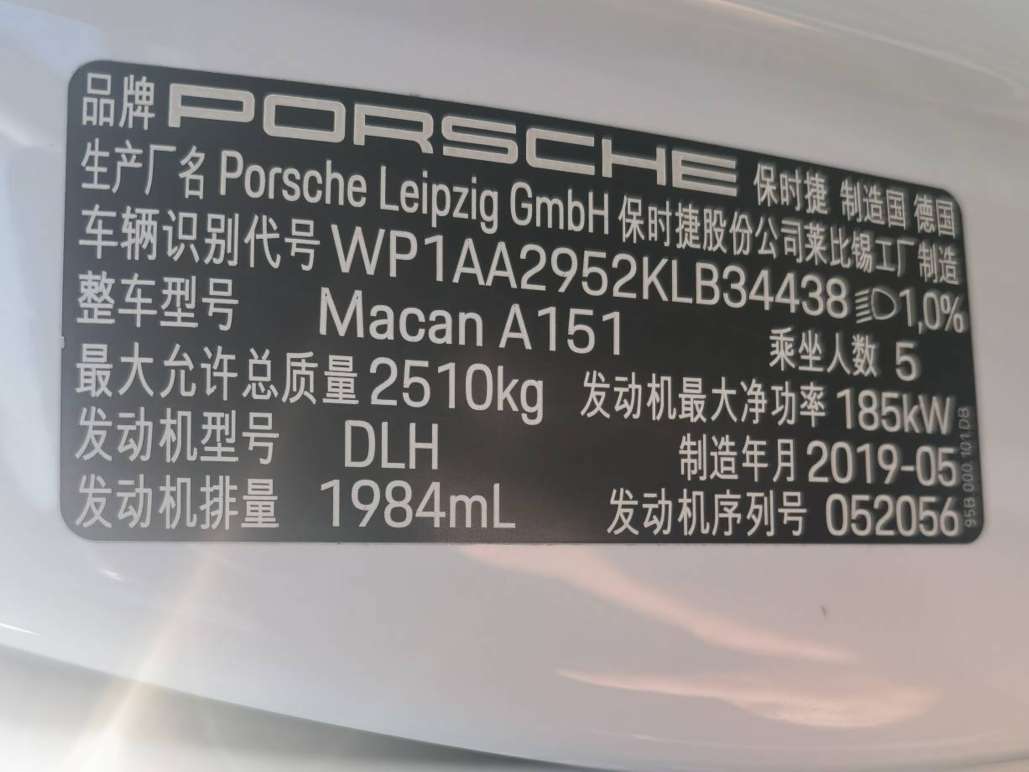 品牌 PORSCHE 保时捷 制造国 德国
生产厂名 Porsche Leipzig GmbH 保时捷股份公司莱比锡工厂制造
车辆识别代号 WP1AA2952KLB34438 1,0%
整车型号 Macan A151 乘坐人数 5
最大允许总质量 2510kg 发动机最大净功率 185kW
发动机型号 DLH 制造年月 2019-05
发动机排量 1984mL 发动机序列号 052056
95B.000.101.DB